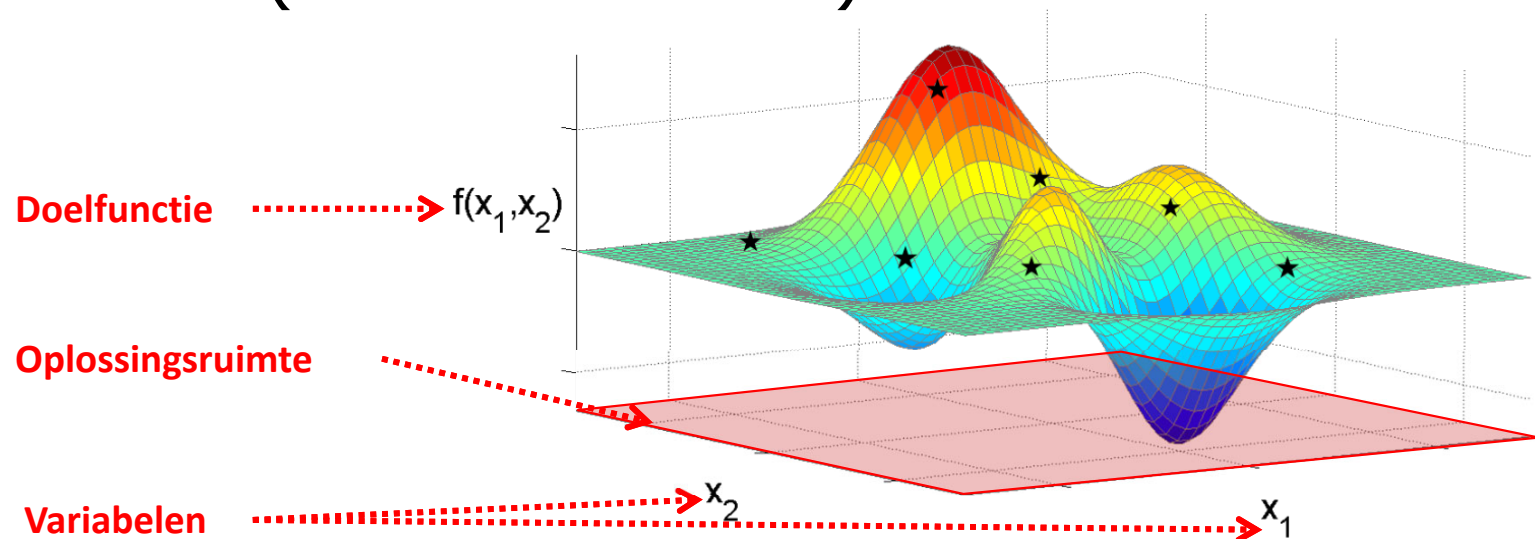 Doelfunctie
f(x₁,x₂)
Oplossingsruimte
Variabelen
x₂
x₁